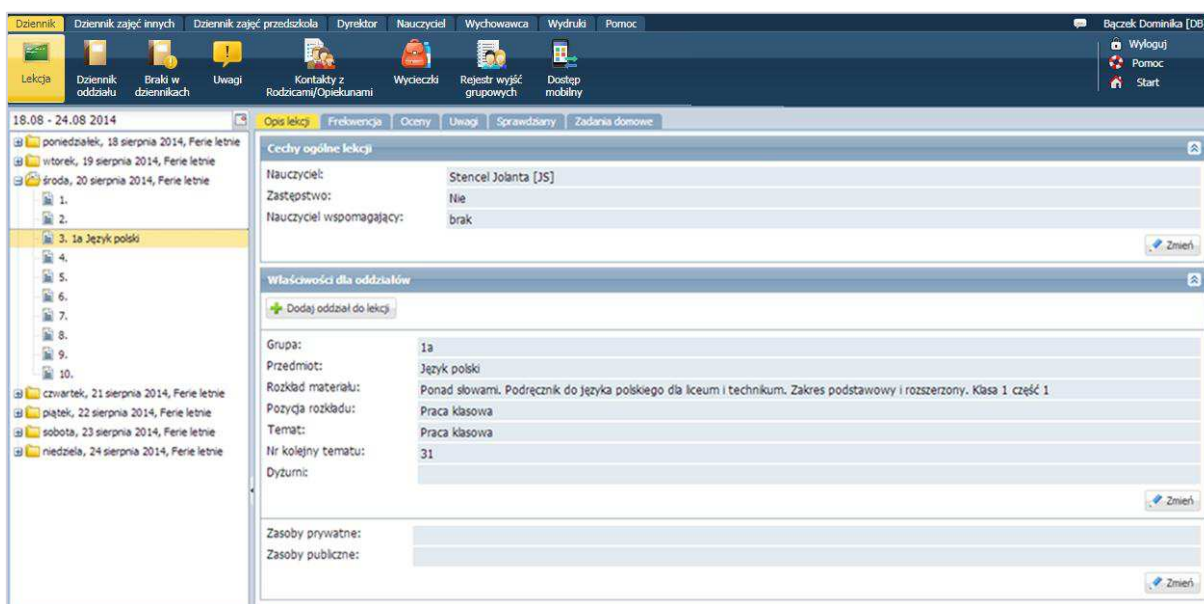 Dziennik Dziennik zajęć innych Dziennik zajęć przedszkola Dyrektor Nauczyciel Wychowawca Wydruki Pomoc Bączek Dominika [DB
Lekcja Dziennik oddziału Braki w dziennikach Uwagi Kontakty z Rodzicami/Opiekunami Wycieczki Rejestr wyjść grupowych Dostęp mobilny
Wyloguj
Pomoc
Start
18.08 - 24.08 2014
poniedziałek, 18 sierpnia 2014, Ferie letnie
wtorek, 19 sierpnia 2014, Ferie letnie
środa, 20 sierpnia 2014, Ferie letnie
1.
2.
3. 1a Język polski
4.
5.
6.
7.
8.
9.
10.
czwartek, 21 sierpnia 2014, Ferie letnie
piątek, 22 sierpnia 2014, Ferie letnie
sobota, 23 sierpnia 2014, Ferie letnie
niedziela, 24 sierpnia 2014, Ferie letnie
Opis lekcji Frekwencja Oceny Uwagi Sprawdziany Zadania domowe
Cechy ogólne lekcji
Nauczyciel: Stencel Jolanta [JS]
Zastępstwo: Nie
Nauczyciel wspomagający: brak
Zmień
Właściwości dla oddziałów
Dodaj oddział do lekcji
Grupa: 1a
Przedmiot: Język polski
Rozkład materału: Ponad słowami. Podręcznik do języka polskiego dla liceum i technikum. Zakres podstawowy i rozszerzony. Klasa 1 część 1
Pozycja rozkładu: Praca klasowa
Temat: Praca klasowa
Nr kolejny tematu: 31
Dyżurni:
Zmień
Zasoby prywatne:
Zasoby publiczne:
Zmień